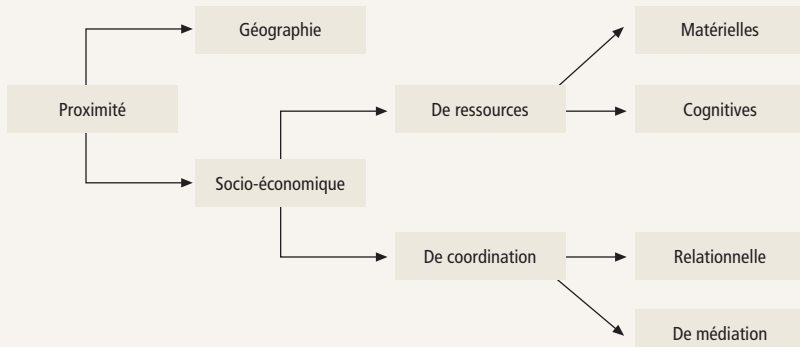 Géographie
Matérielles
Proximité
De ressources
Cognitives
Socio-économique
De coordination
Relationnelle
De médiation